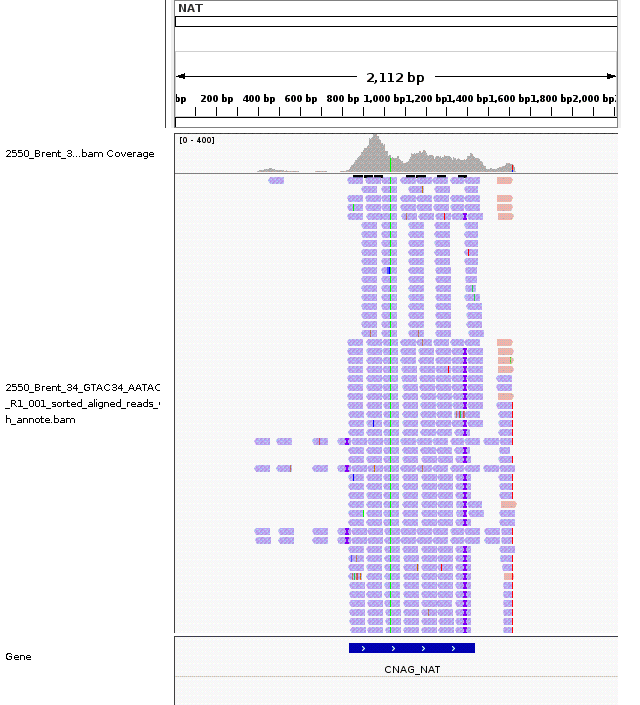 NAT
2,112 bp
bp 200 bp 400 bp 600 bp 800 bp 1,000 bp 1,200 bp 1,400 bp 1,600 bp 1,800 bp 2,000 bp
[0 - 400]
2550_Brent_3...bam Coverage
2550_Brent_34_GTAC34_AATAC
_R1_001_sorted_aligned_reads_
h_annote.bam
Gene
CNAG_NAT